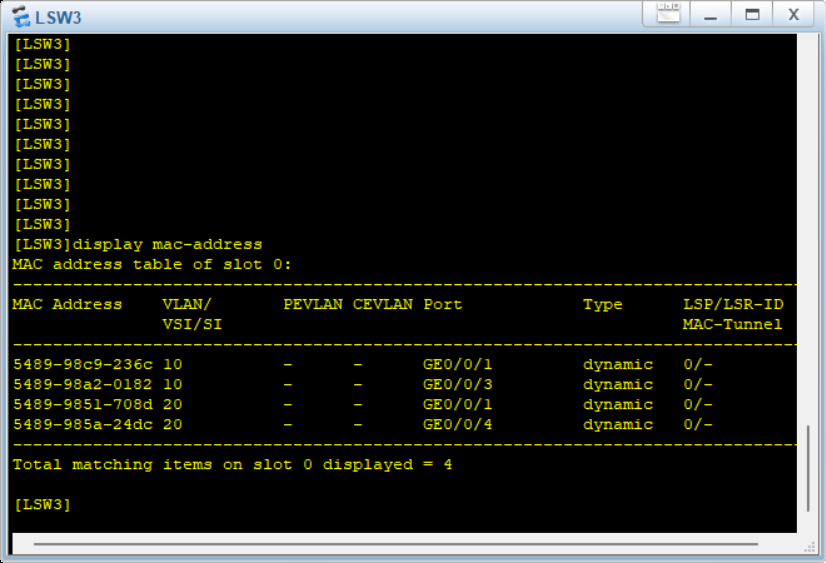 LSW3
[LSW3]
[LSW3]
[LSW3]
[LSW3]
[LSW3]
[LSW3]
[LSW3]
[LSW3]
[LSW3]
[LSW3]
[LSW3]display mac-address
MAC address table of slot 0:
-------------------------------------------------------------------------------
MAC Address    VLAN/       PEVLAN CEVLAN Port            Type      LSP/LSR-ID
               VSI/SI                                              MAC-Tunnel
-------------------------------------------------------------------------------
5489-98c9-236c 10          -      -      GE0/0/1         dynamic   0/-
5489-98a2-0182 10          -      -      GE0/0/3         dynamic   0/-
5489-9851-708d 20          -      -      GE0/0/1         dynamic   0/-
5489-985a-24dc 20          -      -      GE0/0/4         dynamic   0/-
-------------------------------------------------------------------------------
Total matching items on slot 0 displayed = 4
[LSW3]